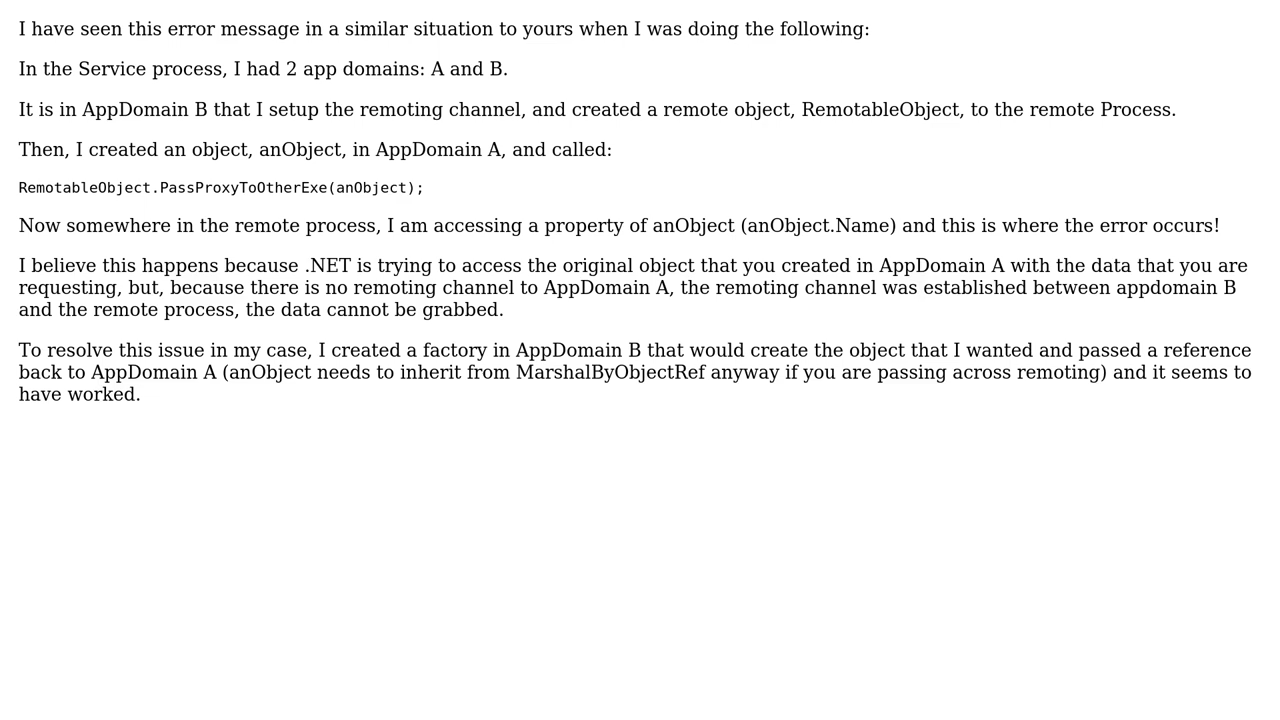 I have seen this error message in a similar situation to yours when I was doing the following:
In the Service process, I had 2 app domains: A and B.
It is in AppDomain B that I setup the remoting channel, and created a remote object, RemotableObject, to the remote Process.
Then, I created an object, anObject, in AppDomain A, and called:
RemotableObject.PassProxyToOtherExe(anObject);
Now somewhere in the remote process, I am accessing a property of anObject (anObject.Name) and this is where the error occurs!
I believe this happens because .NET is trying to access the original object that you created in AppDomain A with the data that you are
requesting, but, because there is no remoting channel to AppDomain A, the remoting channel was established between appdomain B
and the remote process, the data cannot be grabbed.
To resolve this issue in my case, I created a factory in AppDomain B that would create the object that I wanted and passed a reference
back to AppDomain A (anObject needs to inherit from MarshalByObjectRef anyway if you are passing across remoting) and it seems to
have worked.